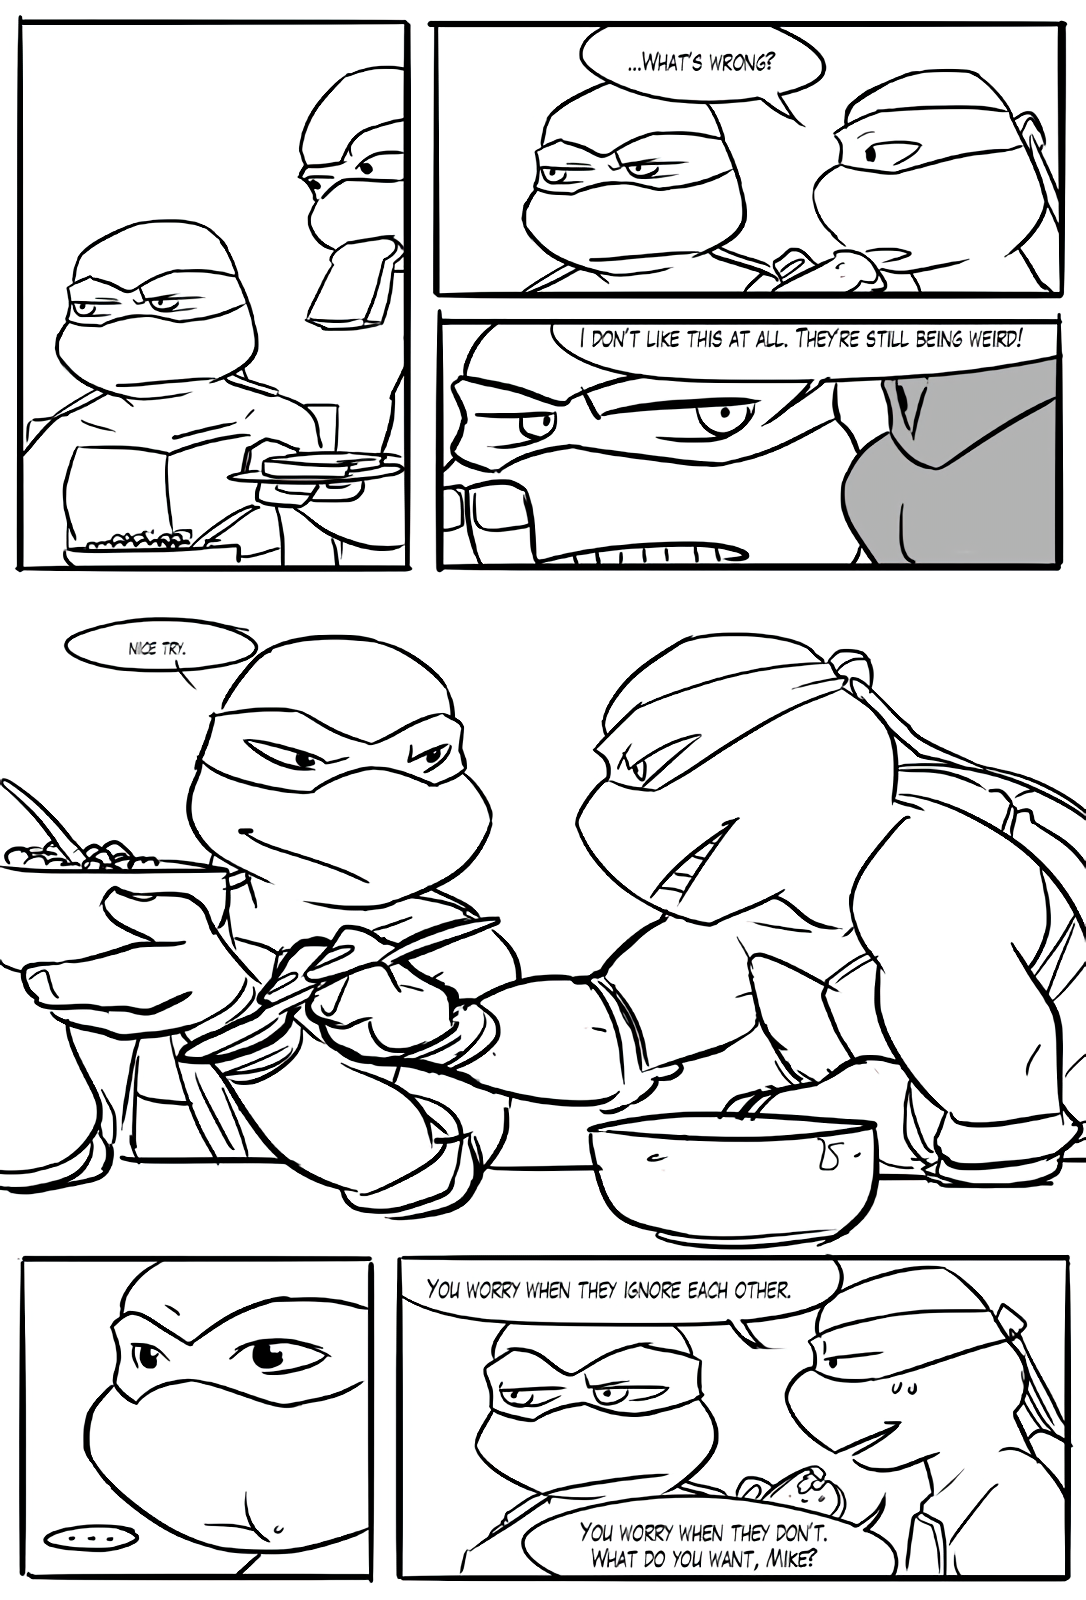 ...What's wrong?
I don't like this at all. They're still being weird!
nice try.
. . . .
You worry when they ignore each other.
You worry when they don't.
What do you want, Mike?